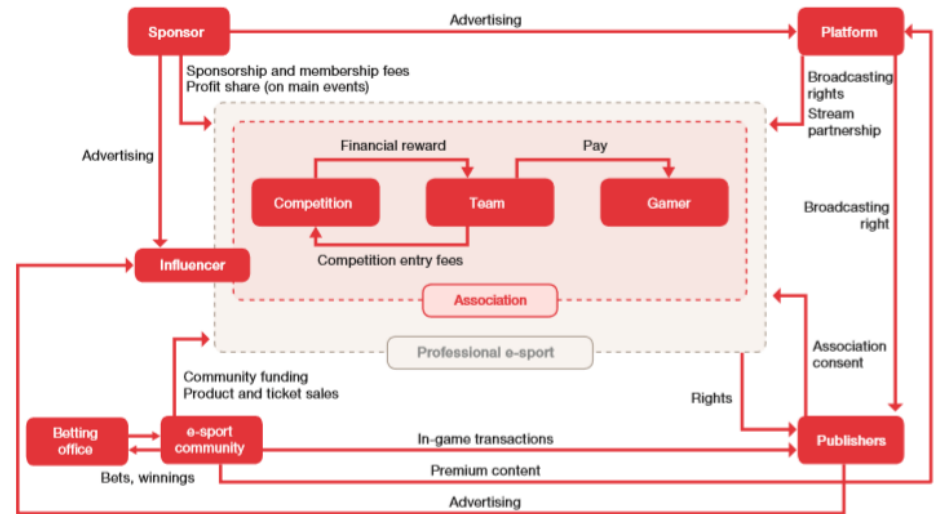 Advertising
Sponsor
Platform
Sponsorship and membership fees
Profit share (on main events)
Broadcasting
rights
Stream
partnership
Advertising
Financial reward
Pay
Competition
Team
Gamer
Broadcasting
right
Competition entry fees
Influencer
Association
Professional e-sport
Association
consent
Community funding
Product and ticket sales
Rights
Betting
office
e-sport
community
In-game transactions
Publishers
Bets, winnings
Premium content
Advertising